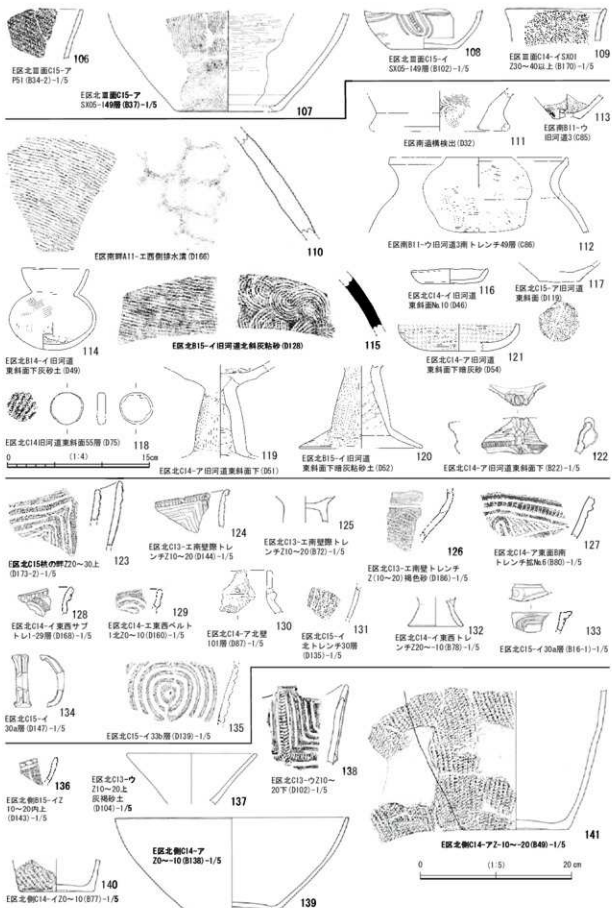 106
E区北Ⅲ面C15-ア
P51(B34-2)-1/5
E区北Ⅲ面C15-ア
SX05-149層(B37)-1/5
107
108
E区北Ⅲ面C15-イ
SX05-149層(B102)-1/5
109
E区北Ⅲ面C14-イSX01
Z30~40以上(B170)-1/5
110
E区南畔A11-エ西側排水溝(D166)
111
E区南遺構検出(D32)
113
E区南B11-ウ
旧河道3(C85)
112
E区南B11-ウ旧河道3南トレンチ49層(C86)
114
E区北B14-イ旧河道
東斜面下灰砂土(D49)
115
E区北B15-イ旧河道北斜灰粘砂(D128)
116
E区北C14-イ旧河道
東斜面№10(D46)
117
E区北C15-ア旧河道
東斜面(D119)
121
E区北C14-ア旧河道
東斜面下暗灰砂(D54)
118
E区北C14旧河道東斜面55層(D75)
0 (1:4) 15cm
119
E区北C14-ア旧河道東斜面下(D51)
120
E区北B15-イ旧河道
東斜面下暗灰粘砂土(D52)
122
E区北C14-ア旧河道東斜面下(B22)-1/5
123
E区北C15杭の畔Z20~30上
(D173-2)-1/5
124
E区北C13-エ南壁際トレ
ンチZ10~20(D144)-1/5
125
E区北C13-エ南壁際トレ
ンチZ10~20(B72)-1/5
126
E区北C13-エ南壁トレンチ
Z(10~20)褐色砂(D186)-1/5
127
E区北C14-ア東面B南
トレンチ拡№6(B80)-1/5
128
E区北C14-イ東西サブ
トレ1-29層(D168)-1/5
129
E区北C14-エ東西ベルト
1北Z0~10(D160)-1/5
130
E区北C14-ア北壁
101層(D87)-1/5
131
E区北C15-イ
北トレンチ30層
(D135)-1/5
132
E区北C14-イ東西トレ
ンチZ20~-10(B78)-1/5
133
E区北C15-イ30a層(B16-1)-1/5
134
E区北C15-イ
30a層(D147)-1/5
135
E区北C15-イ33b層(D139)-1/5
136
E区北側B15-イZ
10~20内上
(D143)-1/5
137
E区北C13-ウ
Z10~20上
灰褐砂土
(D104)-1/5
138
E区北C13-ウZ10~
20下(D102)-1/5
E区北側C14-ア
Z0~-10(B138)-1/5
139
140
E区北側C14-イZ0~10(B77)-1/5
141
E区北側C14-アZ-10~-20(B49)-1/5
0 (1:5) 20 cm